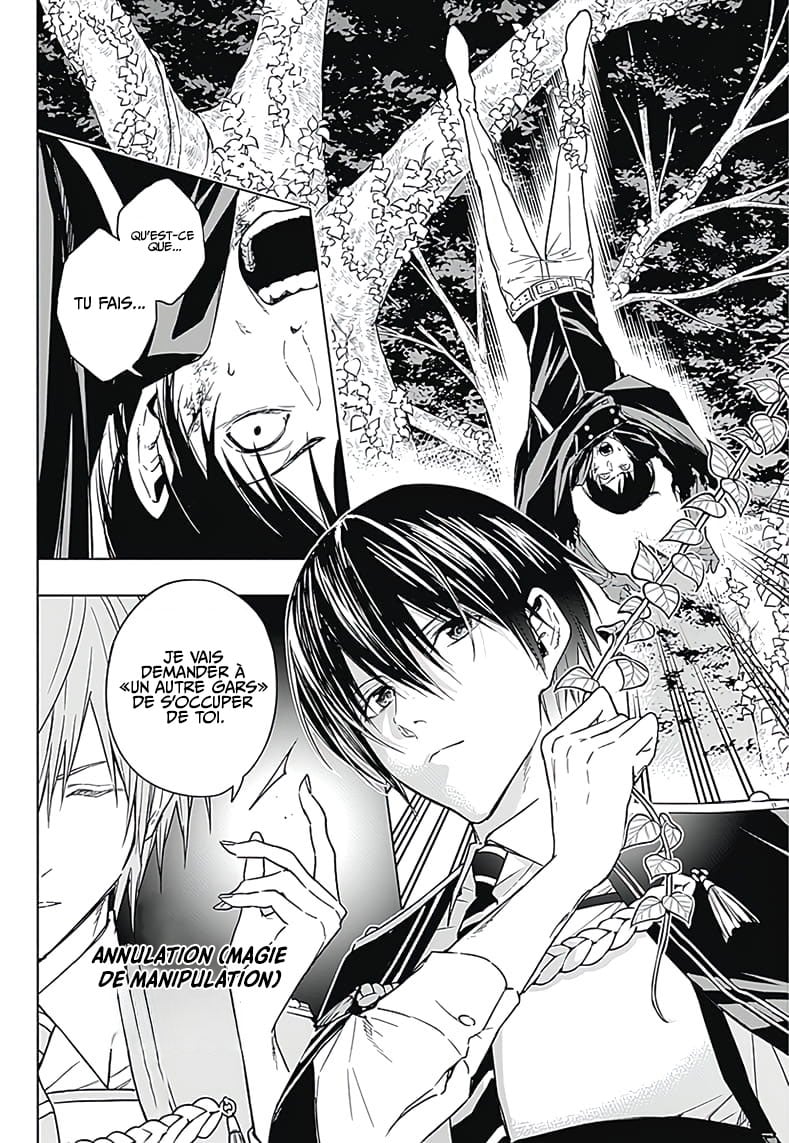 QU'EST-CE
QUE...
TU FAIS...
JE VAIS
DEMANDER À
«UN AUTRE GARS»
DE S'OCCUPER
DE TOI.
ANNULATION (MAGIE
DE MANIPULATION)